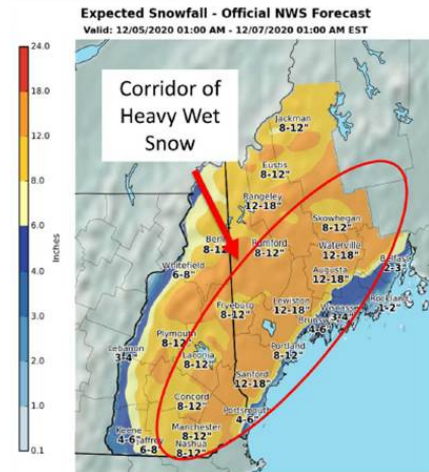 Expected Snowfall - Official NWS Forecast
Valid: 12/05/2020 01:00 AM - 12/07/2020 01:00 AM EST
24.0
18.0
12.0
8.0
6.0
4.0
3.0
2.0
1.0
0.1
Inches
Corridor of
Heavy Wet
Snow
Jackman
8-12"
Eustis
8-12"
Rangeley
12-18"
Skowhegan
8-12"
Berlin
8-12"
Rumford
8-12"
Waterville
12-18"
Whitefield
6-8"
Augusta
12-18"
Belfast
2-3"
Fryeburg
8-12"
Lewiston
12-18"
Wiscasset
3-4"
Rockland
1-2"
Brunswick
4-6"
Plymouth
8-12"
Lebanon
3-4"
Laconia
8-12"
Portland
8-12"
Sanford
12-18"
Concord
8-12"
Portsmouth
4-6"
Keene
4-6"
Jaffrey
6-8
Manchester
8-12"
Nashua
8-12"